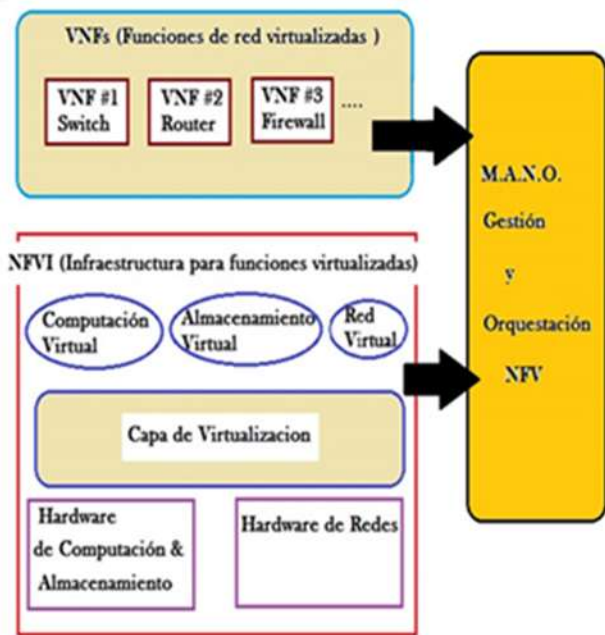 VNFs (Funciones de red virtualizadas )
VNF #1
Switch
VNF #2
Router
VNF #3
Firewall
....
NFVI (Infraestructura para funciones virtualizadas)
Computación
Virtual
Almacenamiento
Virtual
Red
Virtual
Capa de Virtualizacion
Hardware
de Computación &
Almacenamiento
Hardware de Redes
M.A.N.O.
Gestión
y
Orquestación
NFV